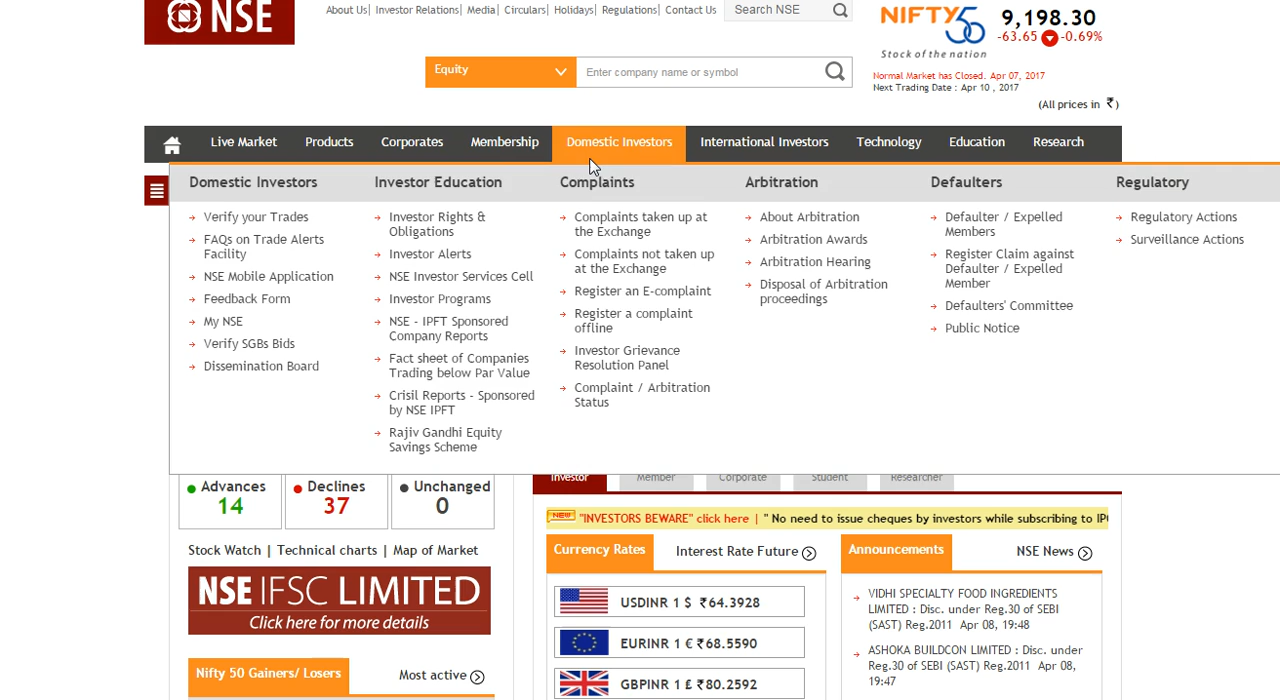 NSE
About Us| Investor Relations| Media| Circulars| Holidays| Regulations| Contact Us
Search NSE
NIFTY50
Stock of the nation
9,198.30
-63.65 -0.69%
Normal Market has Closed. Apr 07, 2017
Next Trading Date : Apr 10 , 2017
(All prices in ₹)
Equity
Enter company name or symbol
Live Market Products Corporates Membership Domestic Investors International Investors Technology Education Research
Domestic Investors
Verify your Trades
FAQs on Trade Alerts
Facility
NSE Mobile Application
Feedback Form
My NSE
Verify SGBs Bids
Dissemination Board
Investor Education
Investor Rights &
Obligations
Investor Alerts
NSE Investor Services Cell
Investor Programs
NSE - IPFT Sponsored
Company Reports
Fact sheet of Companies
Trading below Par Value
Crisil Reports - Sponsored
by NSE IPFT
Rajiv Gandhi Equity
Savings Scheme
Complaints
Complaints taken up at
the Exchange
Complaints not taken up
at the Exchange
Register an E-complaint
Register a complaint
offline
Investor Grievance
Resolution Panel
Complaint / Arbitration
Status
Arbitration
About Arbitration
Arbitration Awards
Arbitration Hearing
Disposal of Arbitration
proceedings
Defaulters
Defaulter / Expelled
Members
Register Claim against
Defaulter / Expelled
Member
Defaulters' Committee
Public Notice
Regulatory
Regulatory Actions
Surveillance Actions
Advances
14
Declines
37
Unchanged
0
Stock Watch | Technical charts | Map of Market
NSE IFSC LIMITED
Click here for more details
Nifty 50 Gainers/ Losers
Most active
Investor Member Corporate Student Researcher
NEW "INVESTORS BEWARE" click here | " No need to issue cheques by investors while subscribing to IP
Currency Rates
Interest Rate Future
USDINR 1 $ ₹64.3928
EURINR 1 € ₹68.5590
GBPINR 1 £ ₹80.2592
Announcements
NSE News
VIDHI SPECIALTY FOOD INGREDIENTS
LIMITED : Disc. under Reg.30 of SEBI
(SAST) Reg.2011 Apr 08, 19:48
ASHOKA BUILDCON LIMITED : Disc. under
Reg.30 of SEBI (SAST) Reg.2011 Apr 08,
19:47